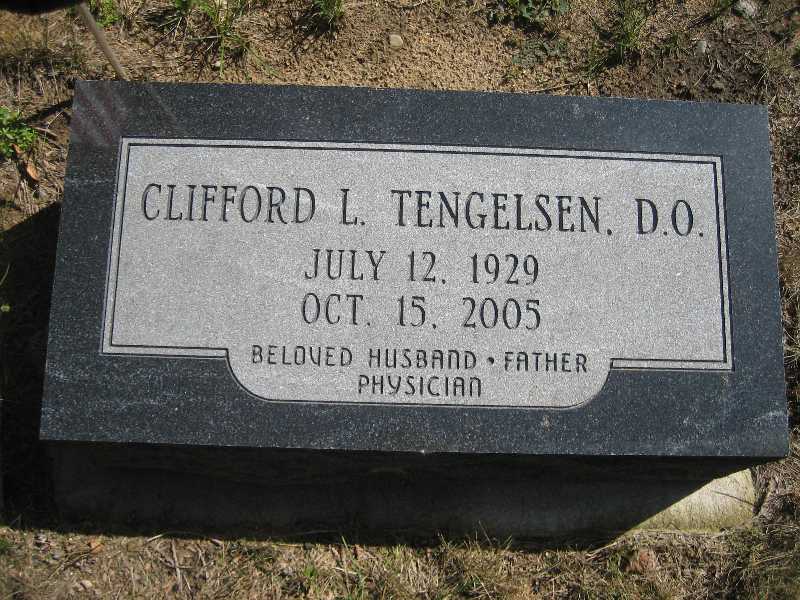 CLIFFORD L. TENGELSEN, D.O.
JULY 12, 1929
OCT. 15, 2005
BELOVED HUSBAND • FATHER
PHYSICIAN